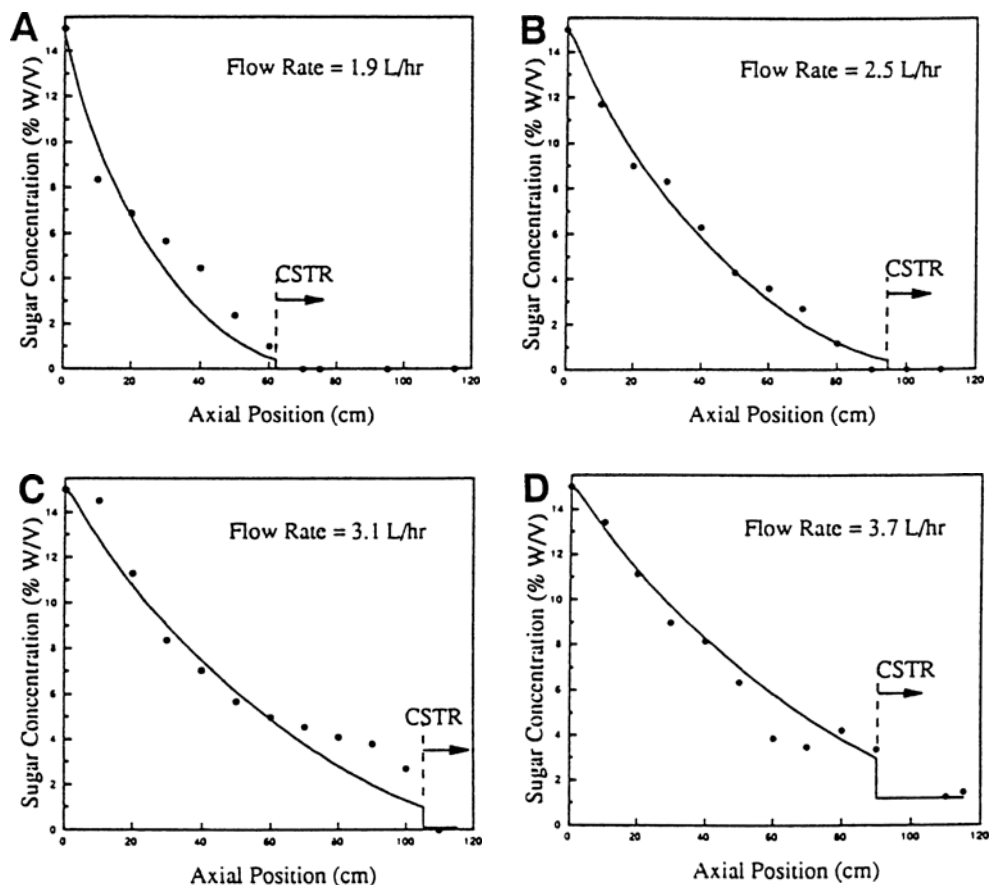 A
Flow Rate = 1.9 L/hr
Sugar Concentration (% W/V)
14
12
10
8
6
4
2
0
CSTR
0 20 40 60 80 100 120
Axial Position (cm)
B
Flow Rate = 2.5 L/hr
Sugar Concentration (% W/V)
14
12
10
8
6
4
2
0
CSTR
0 20 40 60 80 100 120
Axial Position (cm)
C
Flow Rate = 3.1 L/hr
Sugar Concentration (% W/V)
14
12
10
8
6
4
2
0
CSTR
0 20 40 60 80 100 120
Axial Position (cm)
D
Flow Rate = 3.7 L/hr
Sugar Concentration (% W/V)
14
12
10
8
6
4
2
0
CSTR
0 20 40 60 80 100 120
Axial Position (cm)